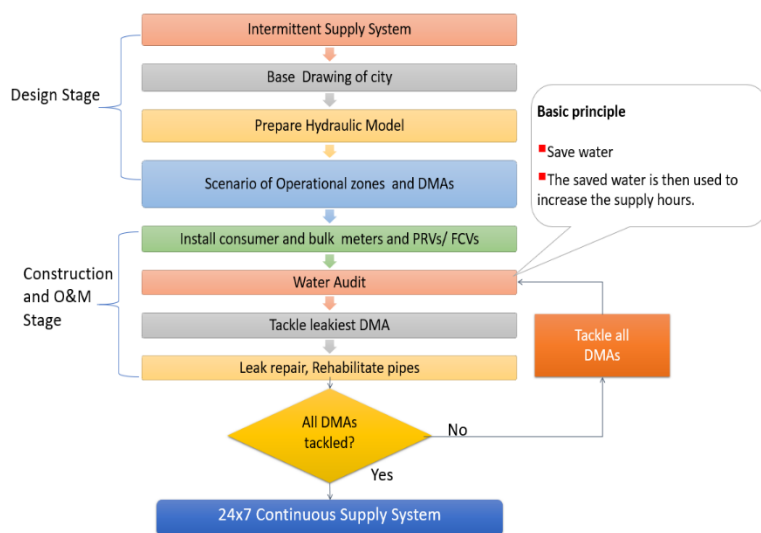 Intermittent Supply System
Base Drawing of city
Design Stage
Prepare Hydraulic Model
Scenario of Operational zones and DMAs
Basic principle
Save water
The saved water is then used to
increase the supply hours.
Install consumer and bulk meters and PRVs/ FCVs
Construction
and O&M
Stage
Water Audit
Tackle leakiest DMA
Leak repair, Rehabilitate pipes
Tackle all
DMAs
All DMAs
tackled?
No
Yes
24x7 Continuous Supply System